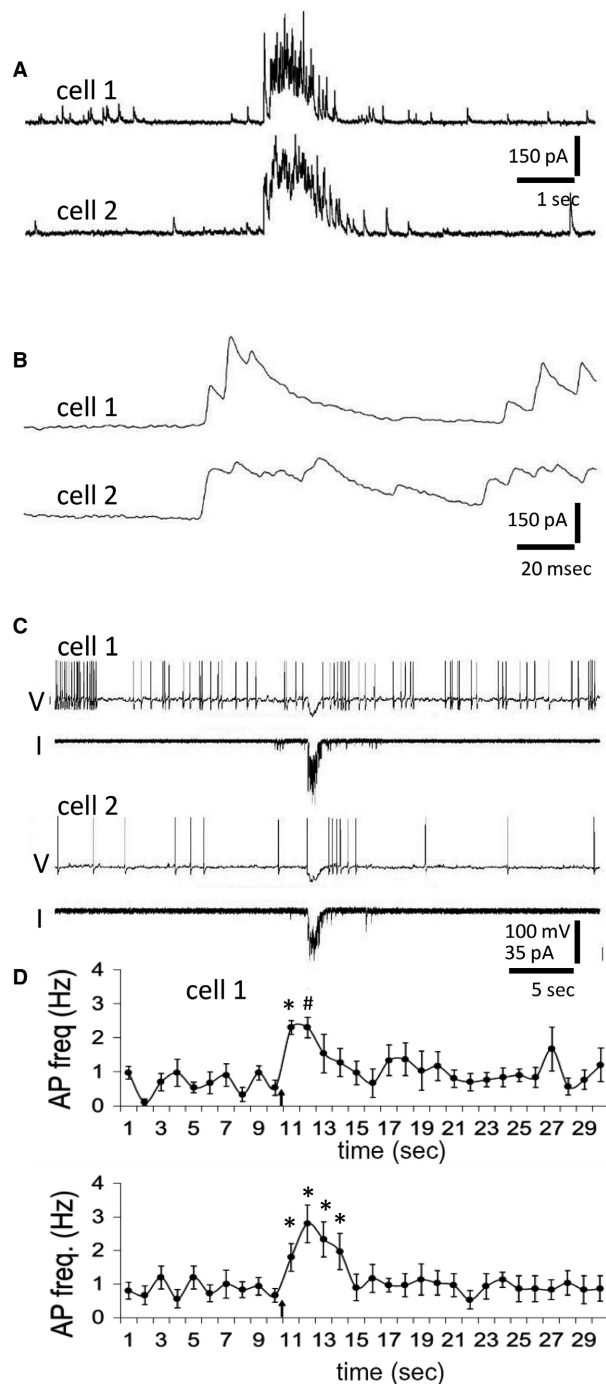 A
cell 1
150 pA
cell 2
1 sec
B
cell 1
cell 2
150 pA
20 msec
C
cell 1
V
I
cell 2
V
I
100 mV
35 pA
5 sec
D
cell 1
* #
4
3
2
1
0
AP freq (Hz)
1 3 5 7 9 11 13 15 17 19 21 23 25 27 29
time (sec)
* * * *
4
3
2
1
0
AP freq. (Hz)
1 3 5 7 9 11 13 15 17 19 21 23 25 27 29
time (sec)